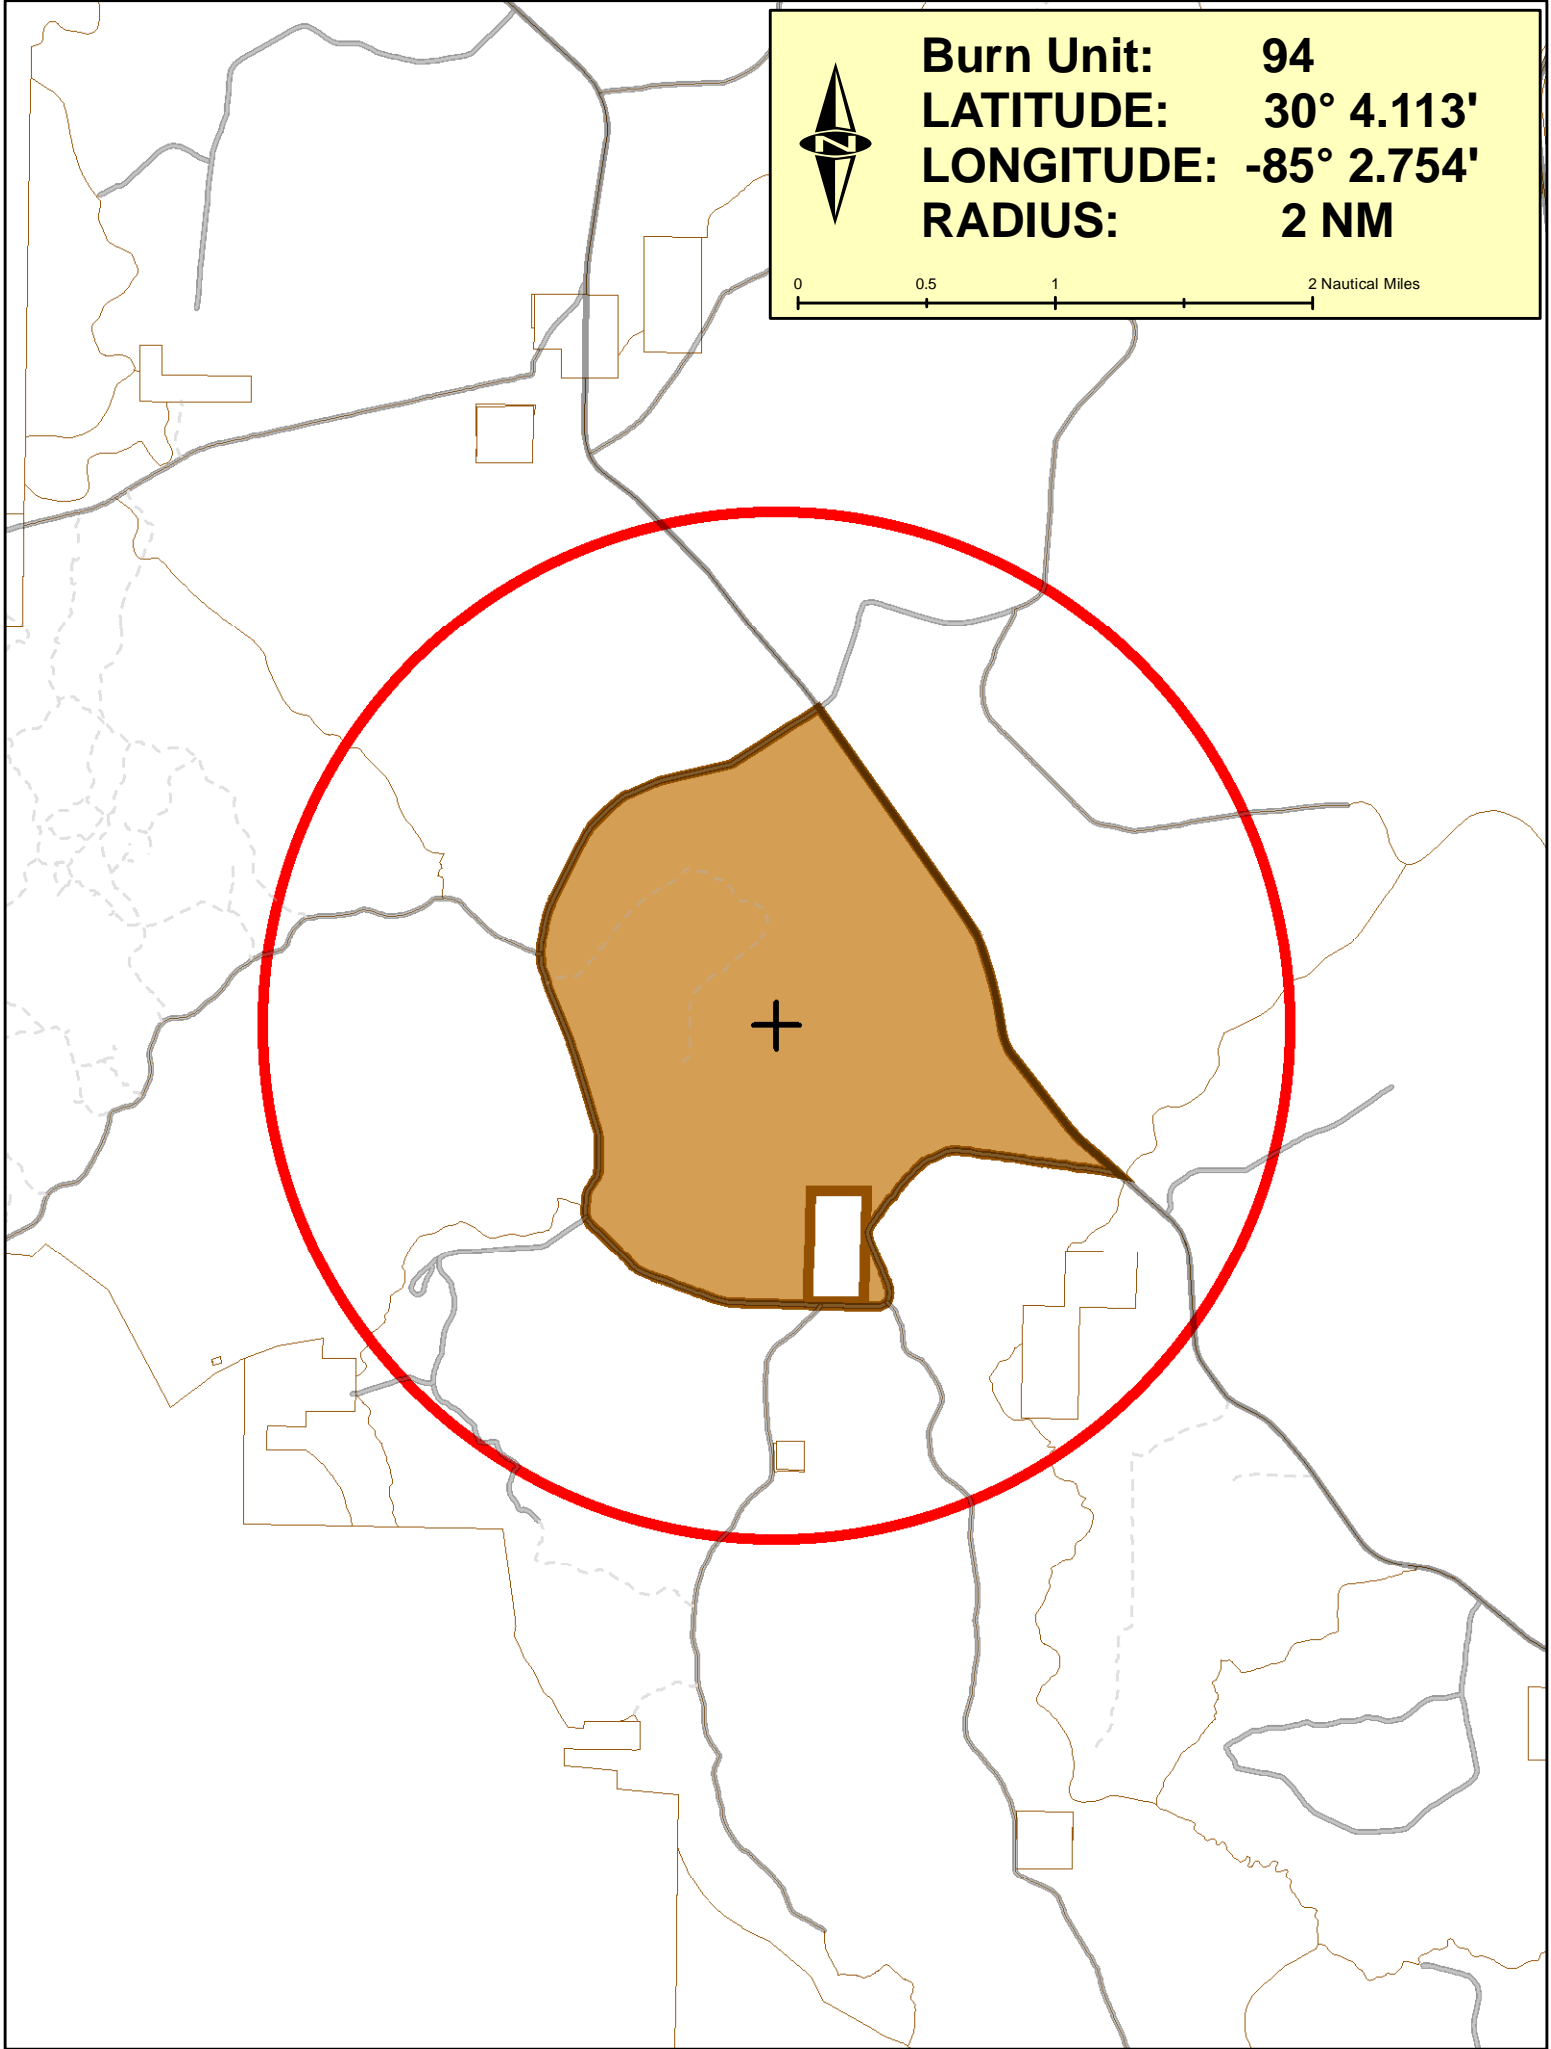 Burn Unit: 94
LATITUDE: 30° 4.113'
LONGITUDE: -85° 2.754'
RADIUS: 2 NM
N
0 0.5 1 2 Nautical Miles